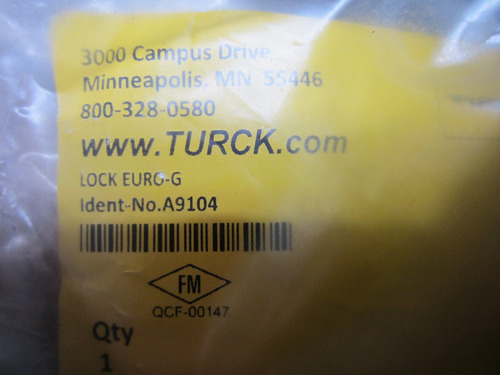 3000 Campus Drive
Minneapolis, MN 55446
800-328-0580
www.TURCK.com
LOCK EURO-G
Ident-No.A9104
FM
QCF-00147
Qty
1